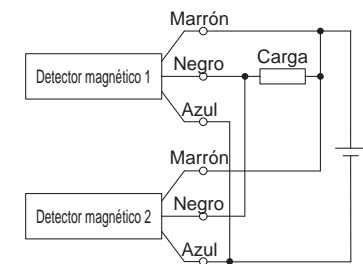 Marrón
Negro
Carga
Detector magnético 1
Azul
Marrón
Negro
Detector magnético 2
Azul